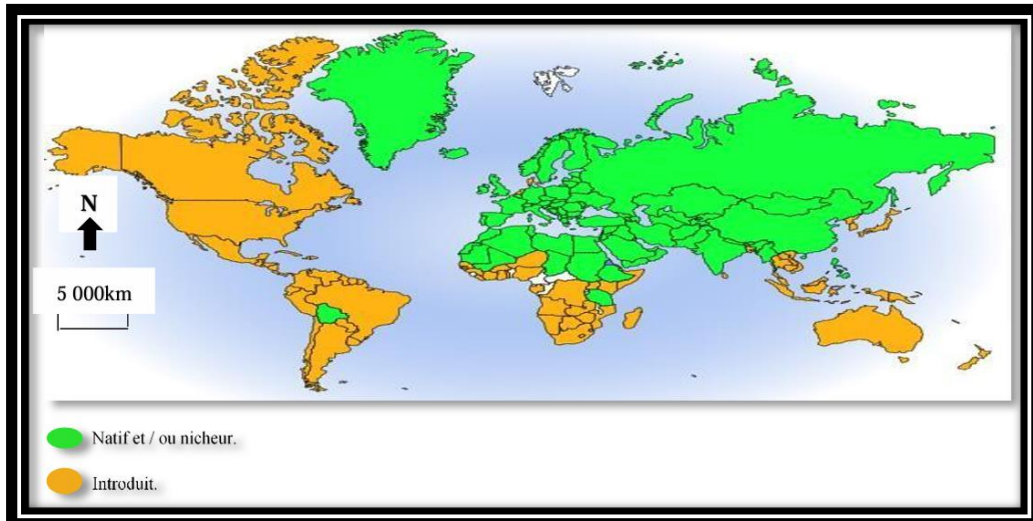 N
5 000km
Natif et / ou nicheur.
Introduit.